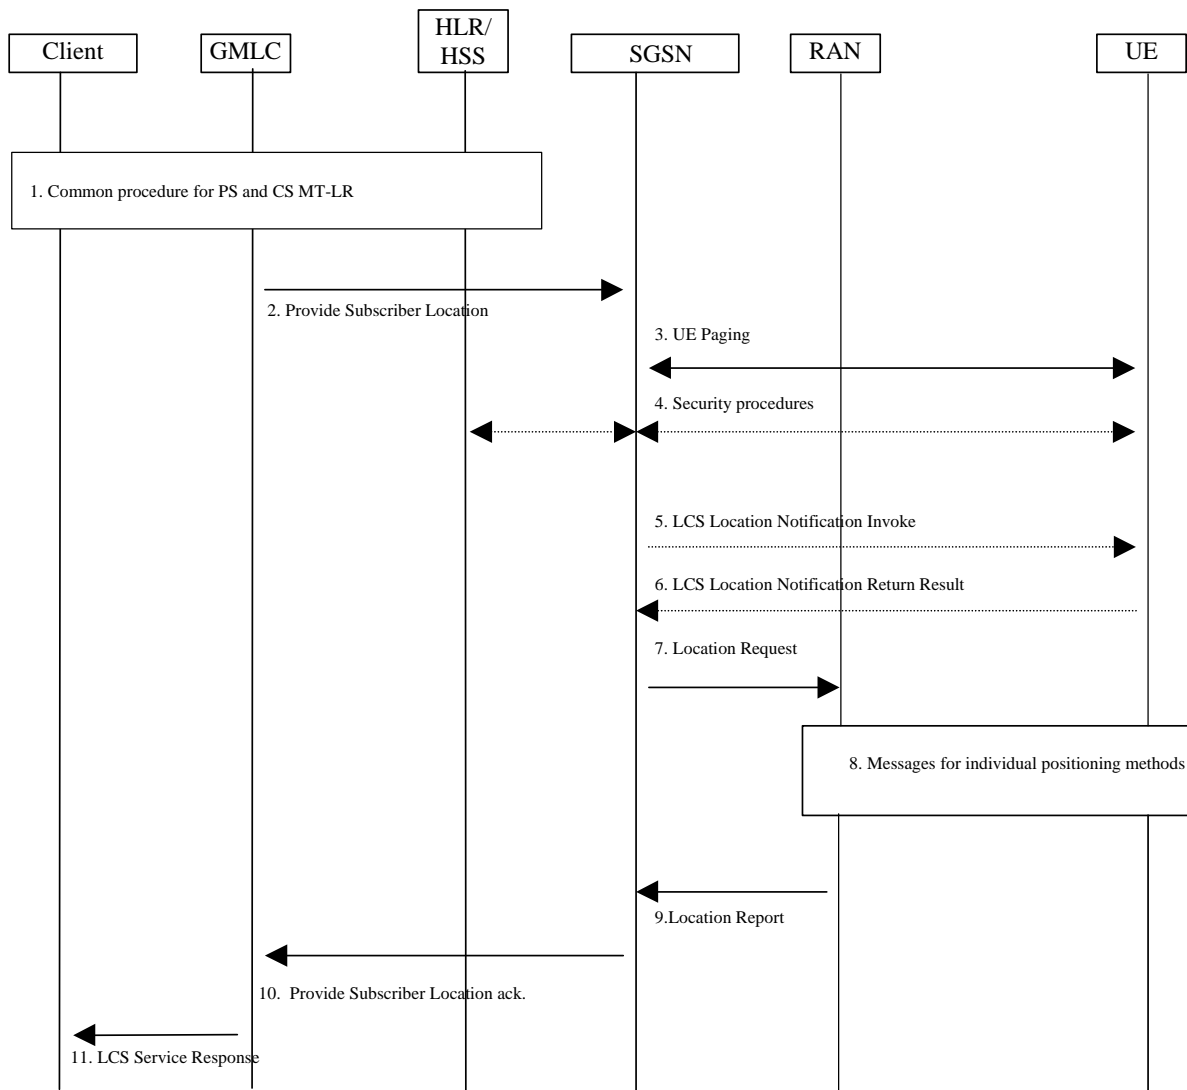 Client
GMLC
HLR/
HSS
SGSN
RAN
UE
1. Common procedure for PS and CS MT-LR
2. Provide Subscriber Location
3. UE Paging
4. Security procedures
5. LCS Location Notification Invoke
6. LCS Location Notification Return Result
7. Location Request
8. Messages for individual positioning methods
9.Location Report
10.  Provide Subscriber Location ack.
11. LCS Service Response